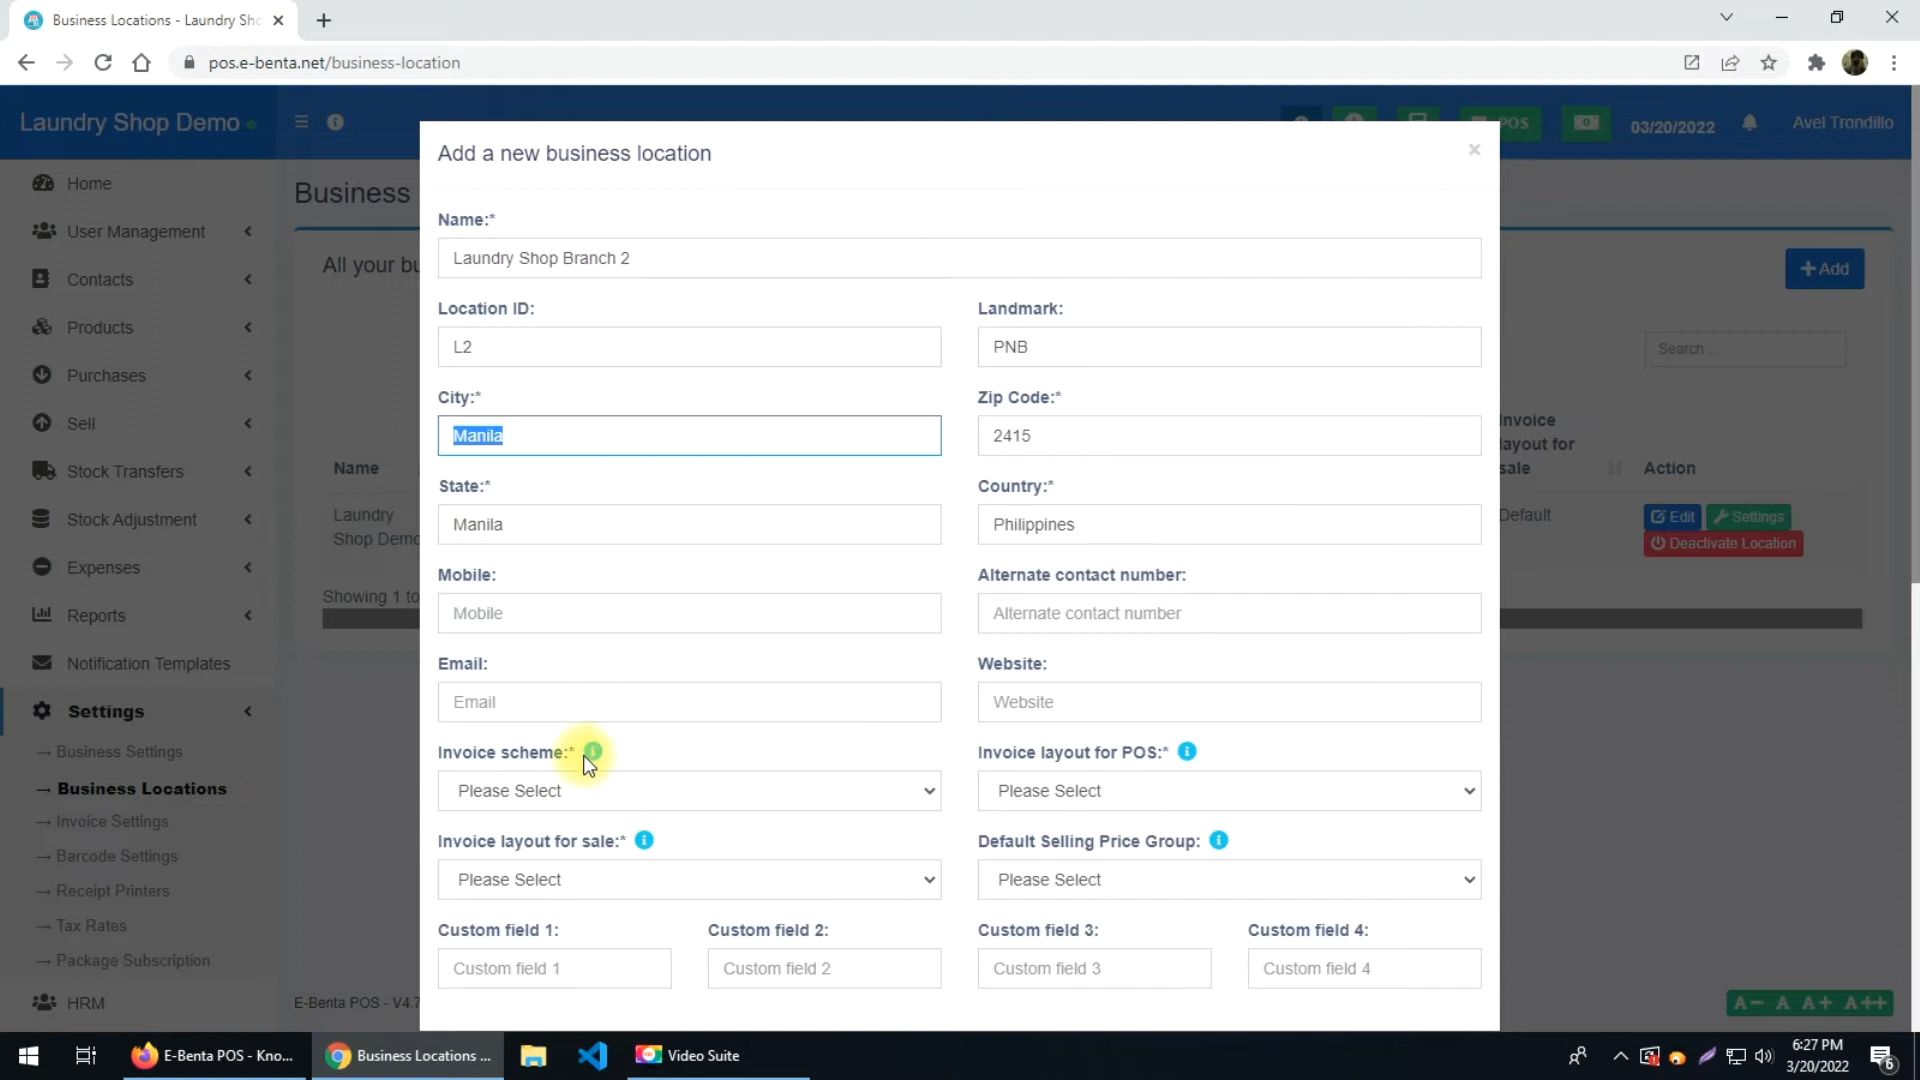 Business Locations - Laundry Sho
pos.e-benta.net/business-location
Laundry Shop Demo
POS
03/20/2022
Avel Trondillo
Home
User Management
Contacts
Products
Purchases
Sell
Stock Transfers
Stock Adjustment
Expenses
Reports
Notification Templates
Settings
→ Business Settings
→ Business Locations
→ Invoice Settings
→ Barcode Settings
→ Receipt Printers
→ Tax Rates
→ Package Subscription
HRM
Business
All your bu
+ Add
Search ...
Name
Invoice
layout for
sale
Action
Laundry
Shop Demo
Default
Edit
Settings
Deactivate Location
Showing 1 to
E-Benta POS - V4.7
A− A A+ A++
Add a new business location
×
Name:*
Laundry Shop Branch 2
Location ID:
Landmark:
L2
PNB
City:*
Zip Code:*
Manila
2415
State:*
Country:*
Manila
Philippines
Mobile:
Alternate contact number:
Mobile
Alternate contact number
Email:
Website:
Email
Website
Invoice scheme:*
Invoice layout for POS:*
Please Select
Please Select
Invoice layout for sale:*
Default Selling Price Group:
Please Select
Please Select
Custom field 1:
Custom field 2:
Custom field 3:
Custom field 4:
Custom field 1
Custom field 2
Custom field 3
Custom field 4
E-Benta POS - Kno...
Business Locations ...
Video Suite
6:27 PM
3/20/2022
6